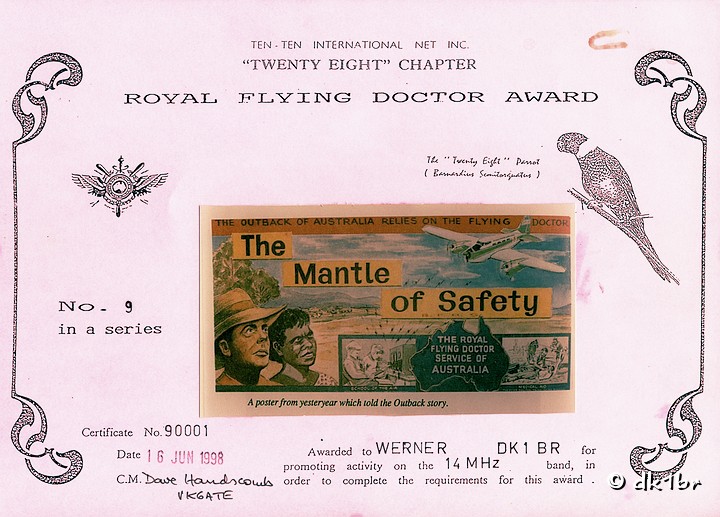 TEN-TEN INTERNATIONAL NET INC.
"TWENTY EIGHT" CHAPTER
ROYAL FLYING DOCTOR AWARD
The "Twenty Eight" Parrot
( Barnardius Semitorquatus )
THE OUTBACK OF AUSTRALIA RELIES ON THE FLYING DOCTOR
The
Mantle
of Safety
THE ROYAL
FLYING DOCTOR
SERVICE OF
AUSTRALIA
SCHOOL OF THE AIR
MEDICAL AID
A poster from yesteryear which told the Outback story.
No. 9
in a series
Certificate No. 90001
Date 16 JUN 1998
C.M. Dave Handscomb
VK6ATE
Awarded to WERNER DK1BR for
promoting activity on the 14 MHz band, in
order to complete the requirements for this award .
© dk1br